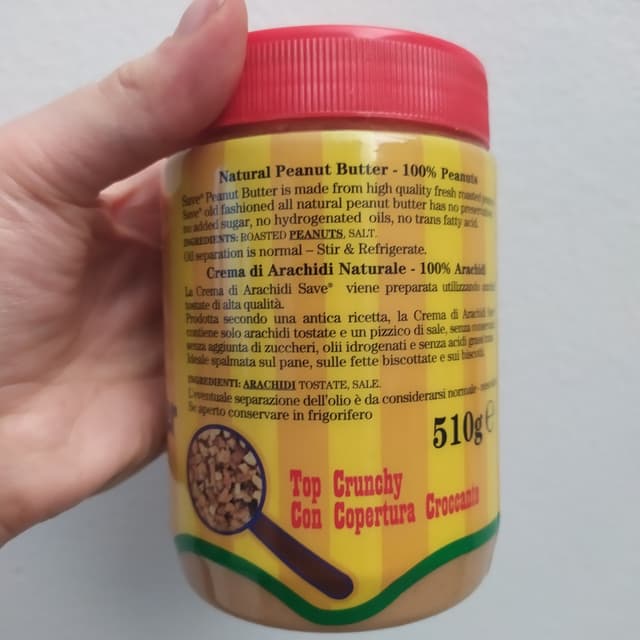 Natural Peanut Butter - 100% Peanuts
Save® Peanut Butter is made from high quality fresh roasted
Save® old fashioned all natural peanut butter has no
no added sugar, no hydrogenated oils, no trans fatty acid.
INGREDIENTS: ROASTED PEANUTS, SALT.
Oil separation is normal – Stir & Refrigerate.
Crema di Arachidi Naturale - 100% Arachidi
La Crema di Arachidi Save® viene preparata utilizzando
tostate di alta qualità.
Prodotta secondo una antica ricetta, la Crema di Arachidi
contiene solo arachidi tostate e un pizzico di sale, senza
senza aggiunta di zuccheri, olii idrogenati e senza acidi grassi
Ideale spalmata sul pane, sulle fette biscottate e sui biscotti.
INGREDIENTI: ARACHIDI TOSTATE, SALE.
L'eventuale separazione dell'olio è da considerarsi normale -
Se aperto conservare in frigorifero
510g e
Top Crunchy
Con Copertura Croccante